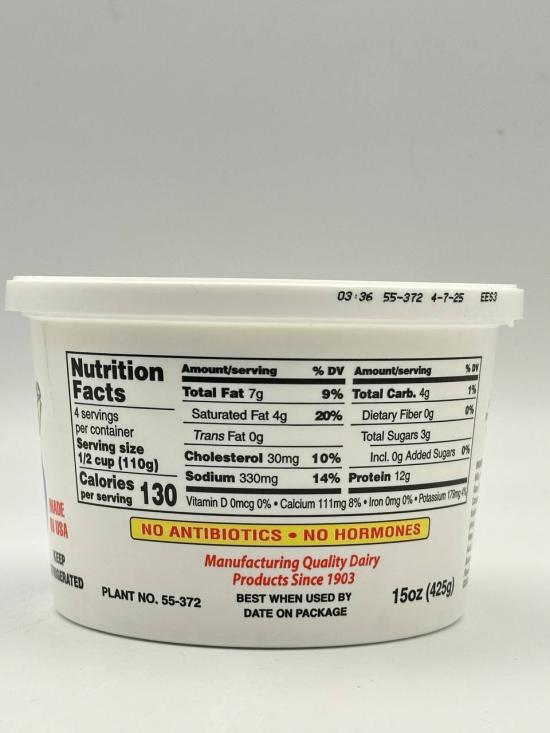 03:36 55-372 4-7-25 EES3
Nutrition
Facts
4 servings
per container
Serving size
1/2 cup (110g)
Calories
per serving 130
Amount/serving % DV
Total Fat 7g 9%
Saturated Fat 4g 20%
Trans Fat 0g
Cholesterol 30mg 10%
Sodium 330mg 14%
Amount/serving % DV
Total Carb. 4g 1%
Dietary Fiber 0g 0%
Total Sugars 3g
Incl. 0g Added Sugars 0%
Protein 12g
Vitamin D 0mcg 0% • Calcium 111mg 8% • Iron 0mg 0% • Potassium 179mg 4%
NO ANTIBIOTICS • NO HORMONES
MADE
IN USA
KEEP
Manufacturing Quality Dairy
Products Since 1903
PLANT NO. 55-372
BEST WHEN USED BY
DATE ON PACKAGE
15oz (425g)